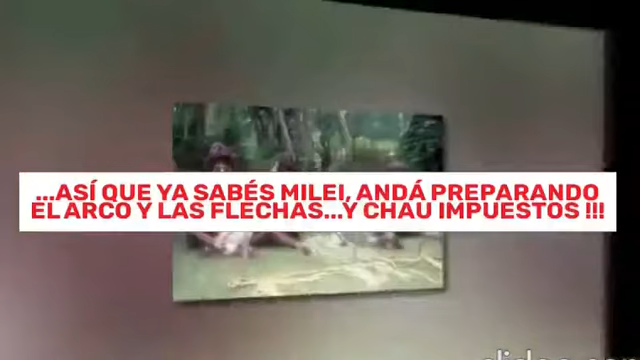 ...ASÍ QUE YA SABÉS MILEI, ANDÁ PREPARANDO
EL ARCO Y LAS FLECHAS...Y CHAU IMPUESTOS !!!